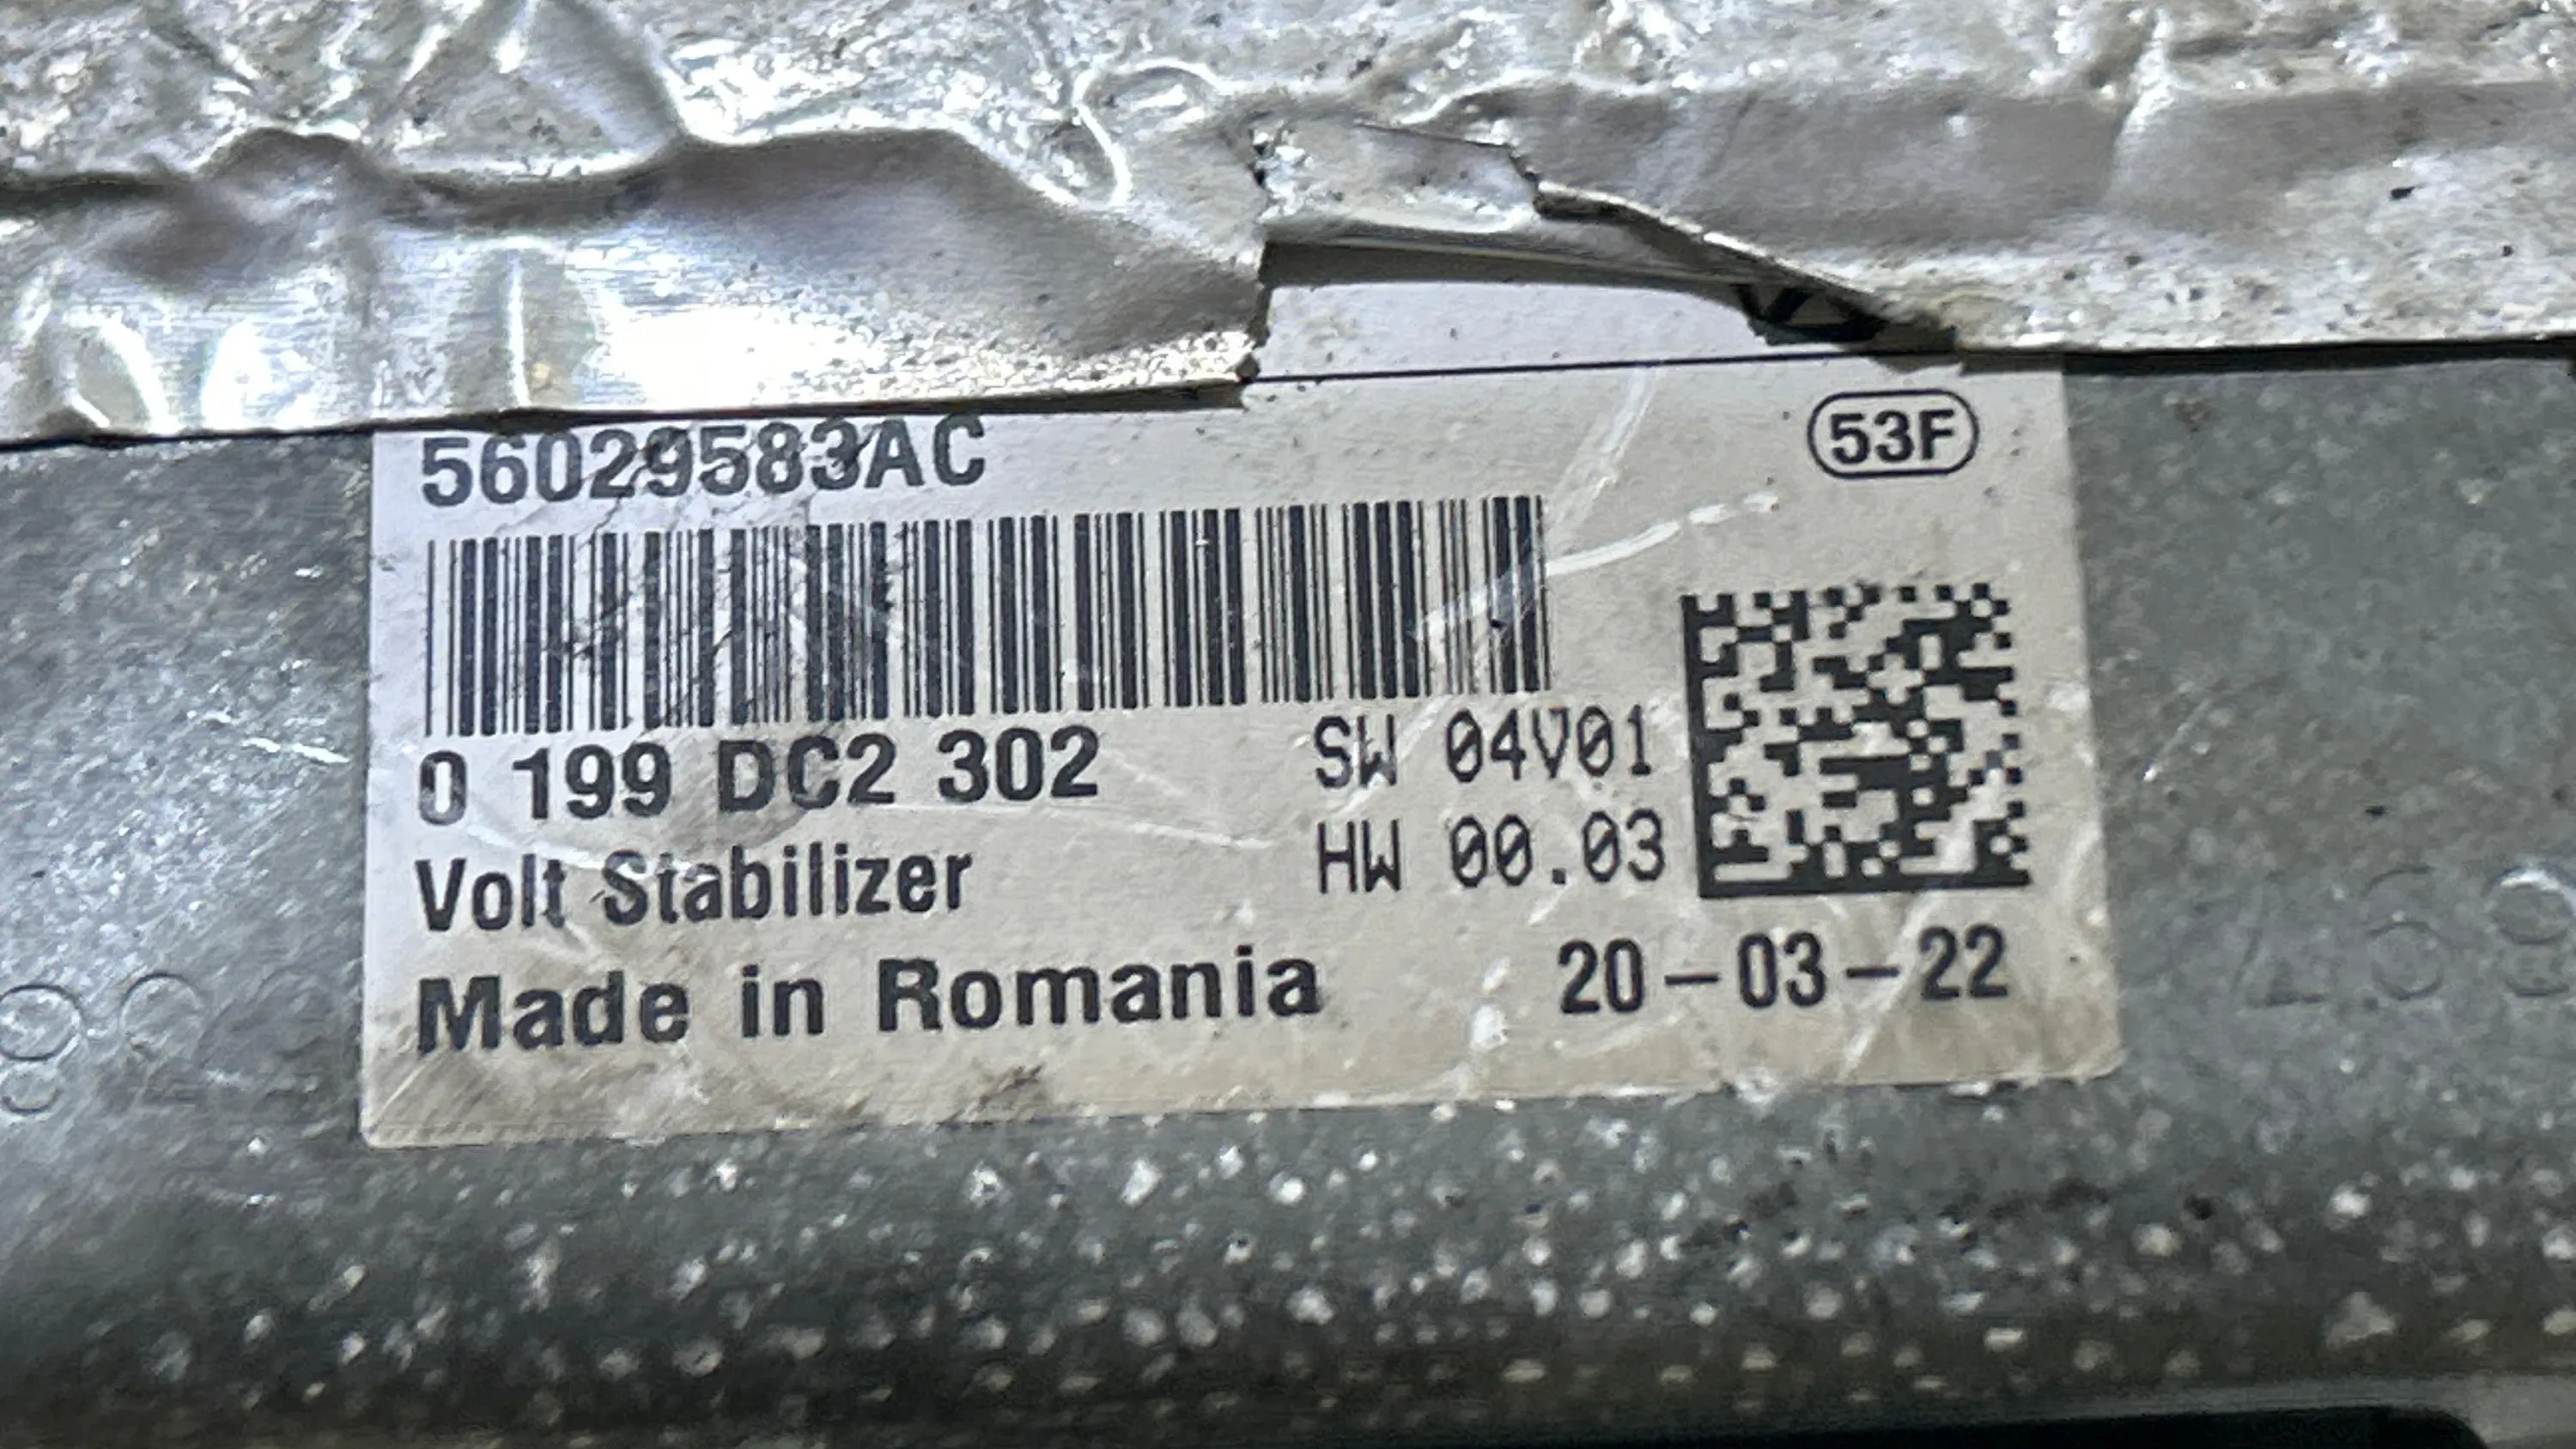 56029583AC
53F
0 199 DC2 302
SW 04V01
Volt Stabilizer
HW 00.03
Made in Romania
20-03-22